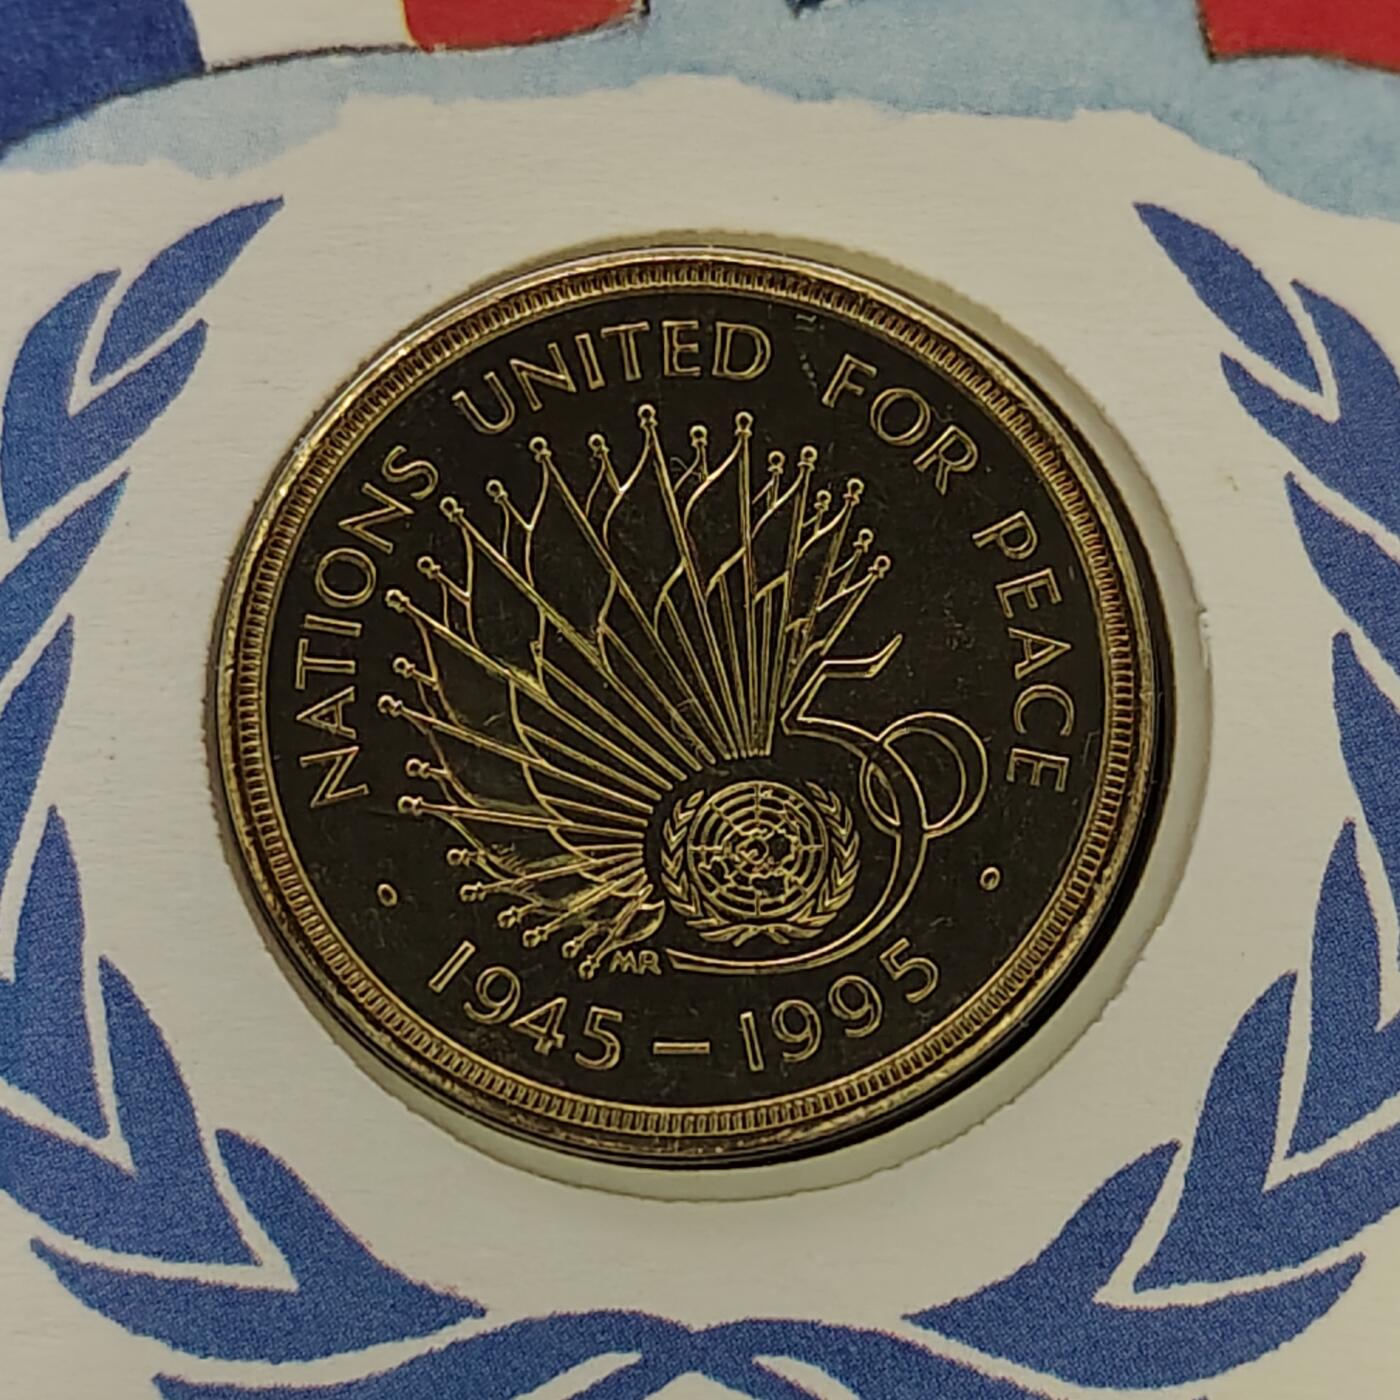 NATIONS UNITED FOR PEACE
MR
1945 – 1995